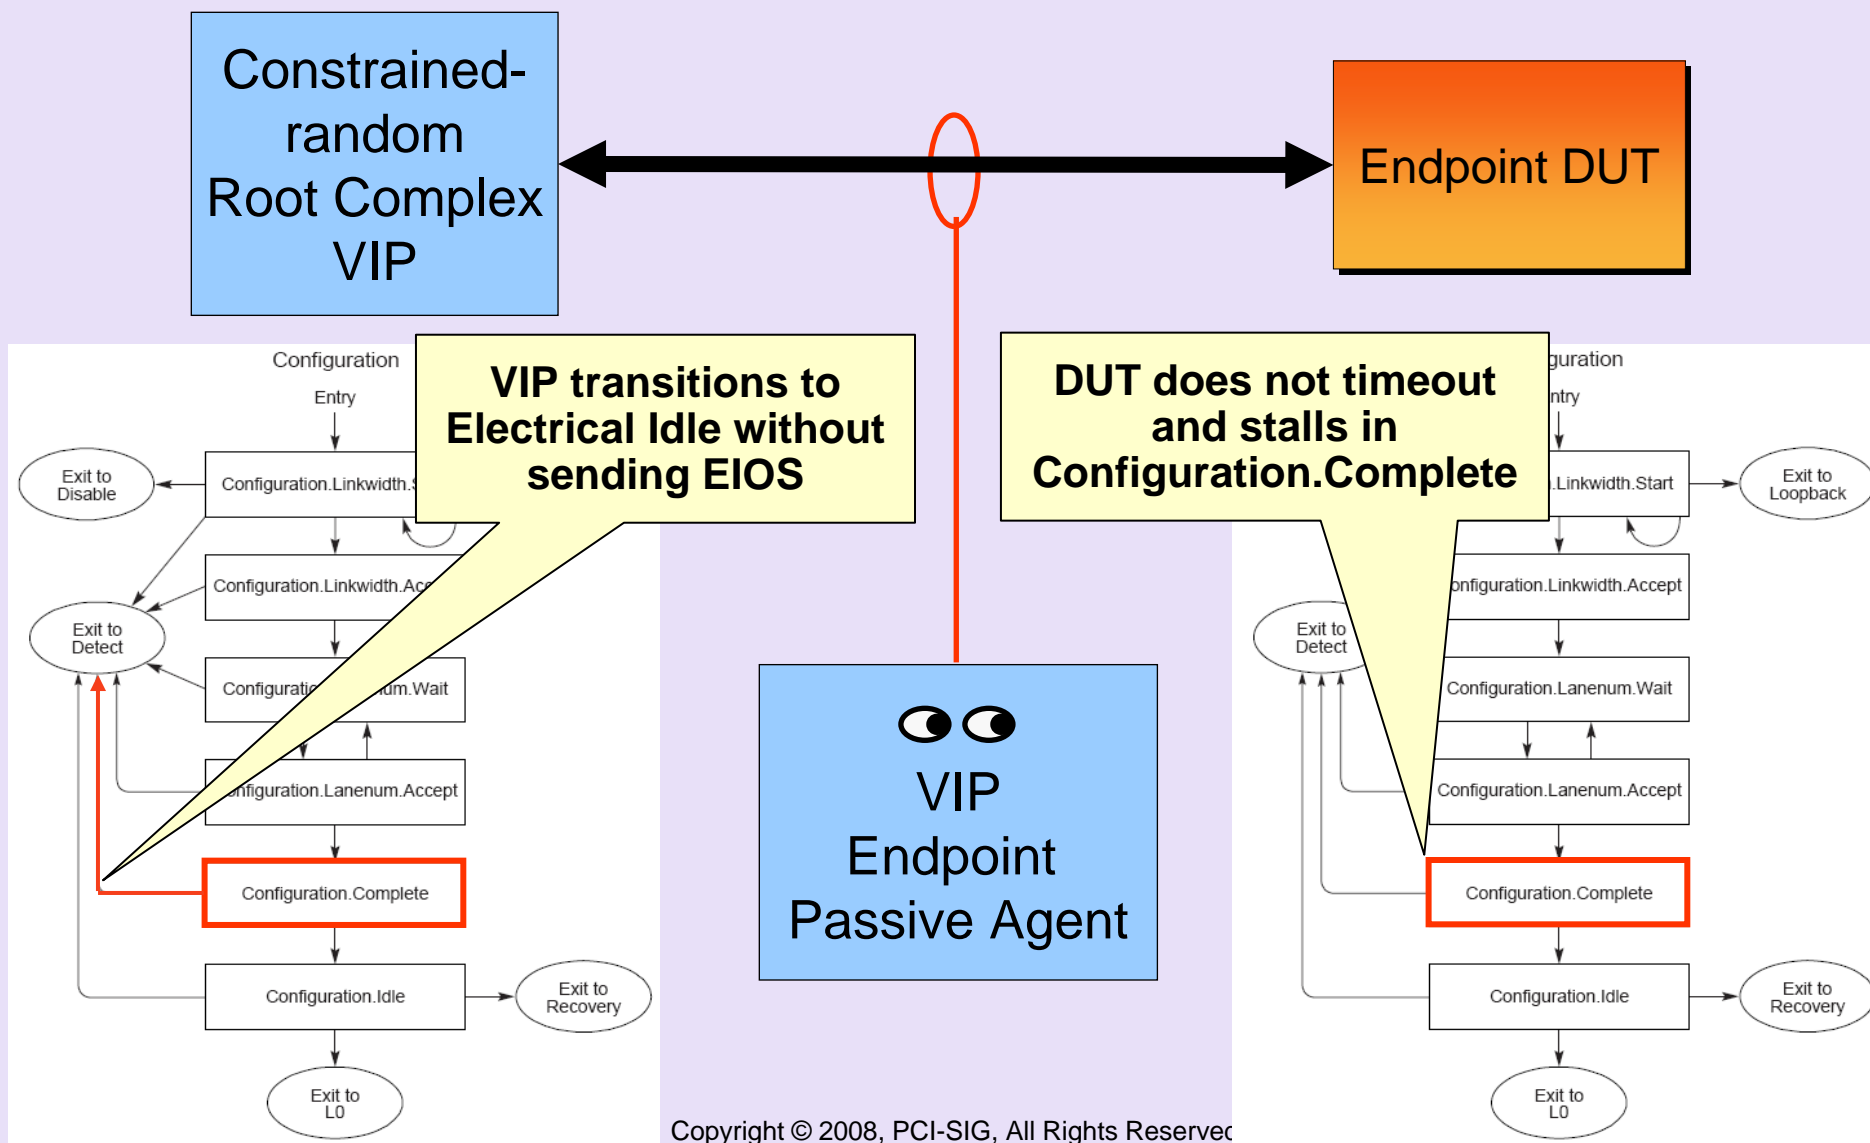 Constrained-
random
Root Complex
VIP
Endpoint DUT
VIP transitions to
Electrical Idle without
sending EIOS
DUT does not timeout
and stalls in
Configuration.Complete
VIP
Endpoint
Passive Agent
Configuration
Entry
Exit to
Disable
Configuration.Linkwidth.S
Configuration.Linkwidth.Acc
Exit to
Detect
Configuratio
num.Wait
nfiguration.Lanenum.Accept
Configuration.Complete
Configuration.Idle
Exit to
Recovery
Exit to
L0
guration
ntry
.Linkwidth.Start
Exit to
Loopback
onfiguration.Linkwidth.Accept
Exit to
Detect
Configuration.Lanenum.Wait
Configuration.Lanenum.Accept
Configuration.Complete
Configuration.Idle
Exit to
Recovery
Exit to
L0
Copyright © 2008, PCI-SIG, All Rights Reserved